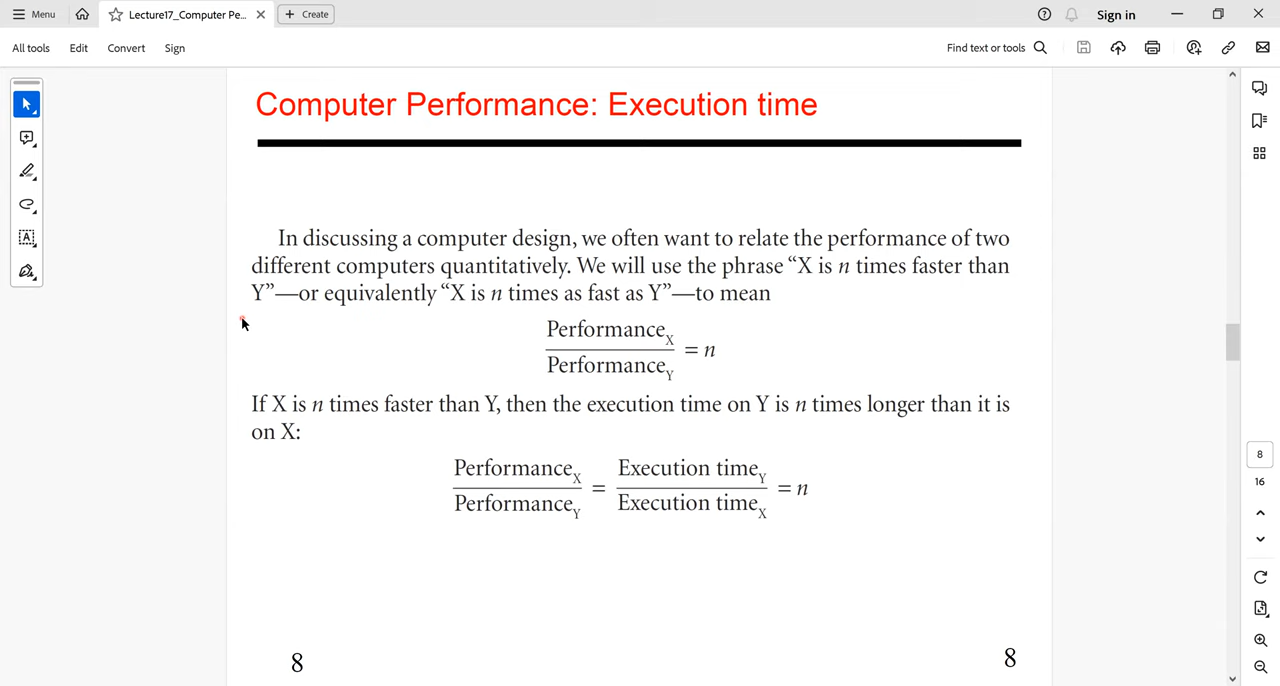 Menu
Lecture17_Computer Pe...
Create
Sign in
All tools
Edit
Convert
Sign
Find text or tools
Computer Performance: Execution time
In discussing a computer design, we often want to relate the performance of two
different computers quantitatively. We will use the phrase “X is n times faster than
Y”—or equivalently “X is n times as fast as Y”—to mean
Performance_X
Performance_Y
= n
If X is n times faster than Y, then the execution time on Y is n times longer than it is
on X:
Performance_X
Performance_Y
=
Execution time_Y
Execution time_X
= n
8
8
8
16